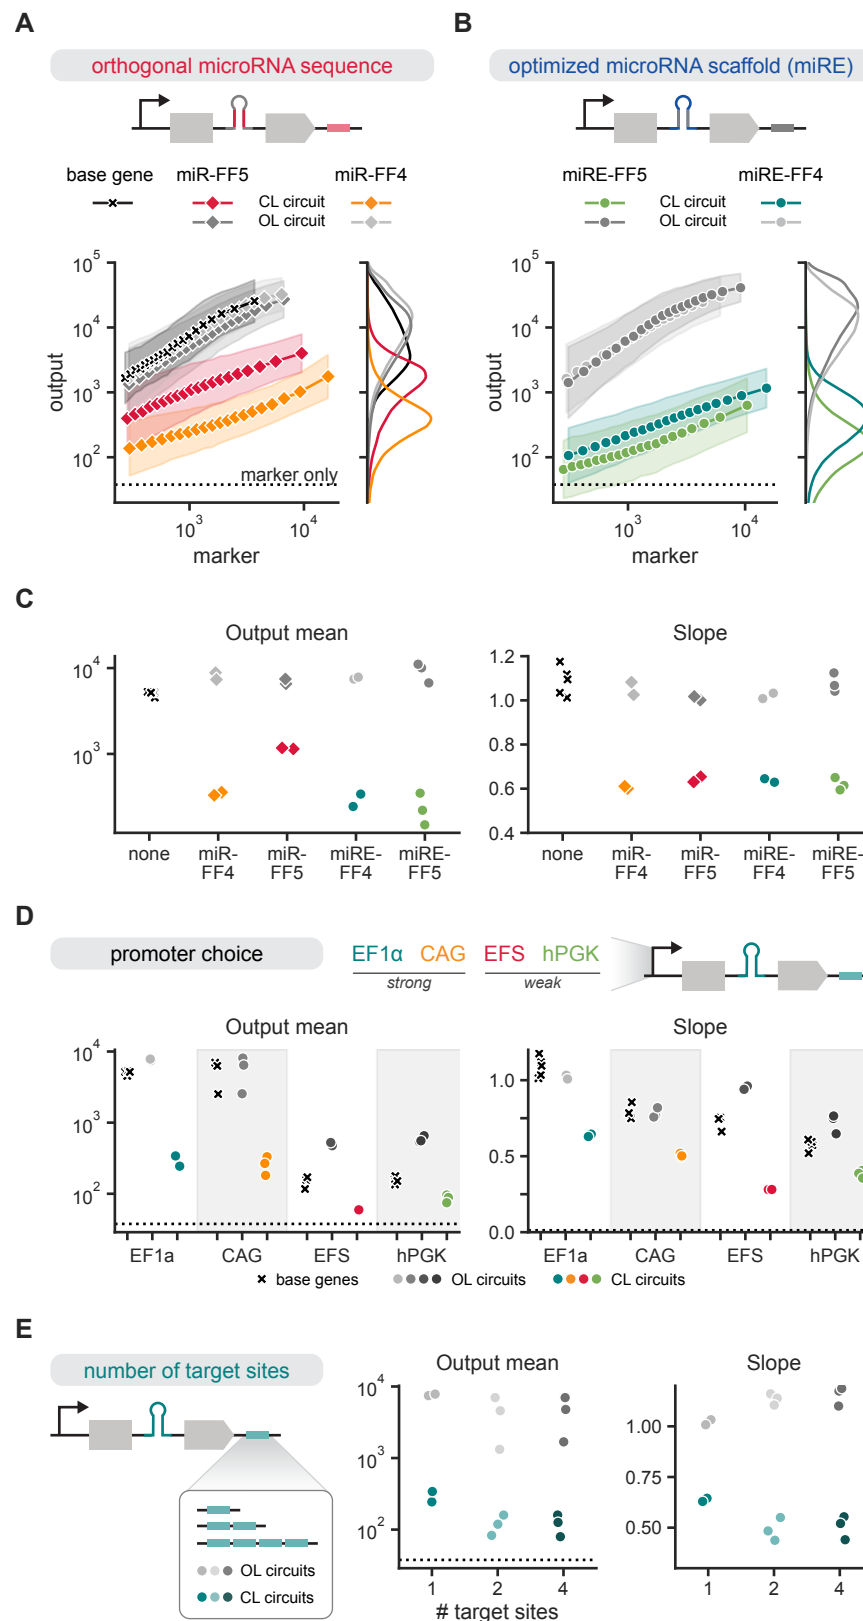 A
B
orthogonal microRNA sequence
optimized microRNA scaffold (miRE)
base gene
miR-FF5
miR-FF4
CL circuit
OL circuit
miRE-FF5
miRE-FF4
CL circuit
OL circuit
10^5
10^4
10^3
10^2
output
marker only
10^3
10^4
marker
10^5
10^4
10^3
10^2
output
10^3
10^4
marker
C
Output mean
10^4
10^3
none
miR-
FF4
miR-
FF5
miRE-
FF4
miRE-
FF5
Slope
1.2
1.0
0.8
0.6
0.4
none
miR-
FF4
miR-
FF5
miRE-
FF4
miRE-
FF5
D
promoter choice
EF1α CAG EFS hPGK
strong
weak
Output mean
10^4
10^3
10^2
EF1a
CAG
EFS
hPGK
Slope
1.0
0.5
0.0
EF1a
CAG
EFS
hPGK
base genes
OL circuits
CL circuits
E
number of target sites
OL circuits
CL circuits
Output mean
10^4
10^3
10^2
1
2
4
# target sites
Slope
1.00
0.75
0.50
1
2
4